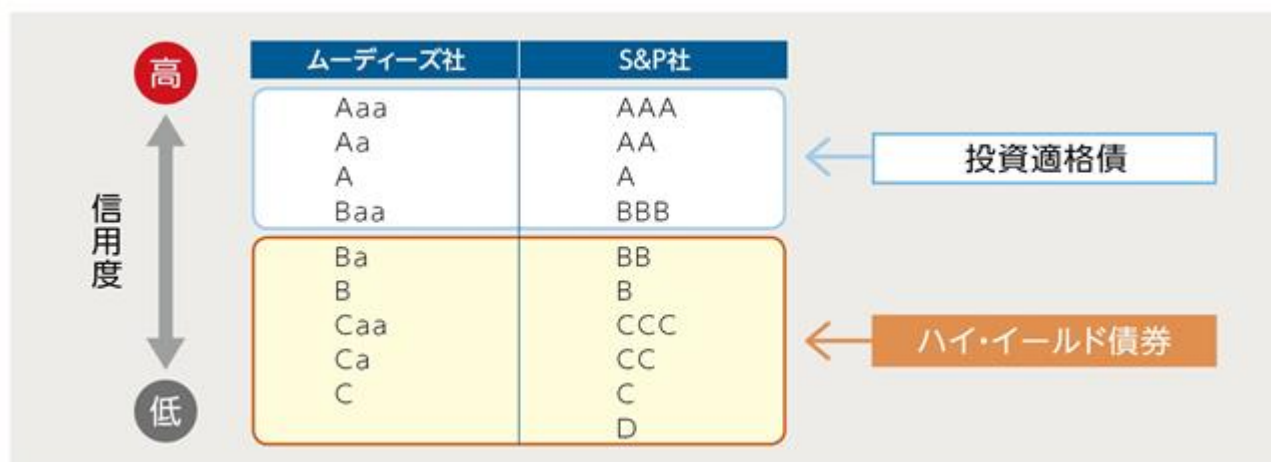 高
ムーディーズ社 S&P社
Aaa AAA
Aa AA
A A
Baa BBB
投資適格債
信用度
Ba BB
B B
Caa CCC
Ca CC
C C
D
ハイ・イールド債券
低